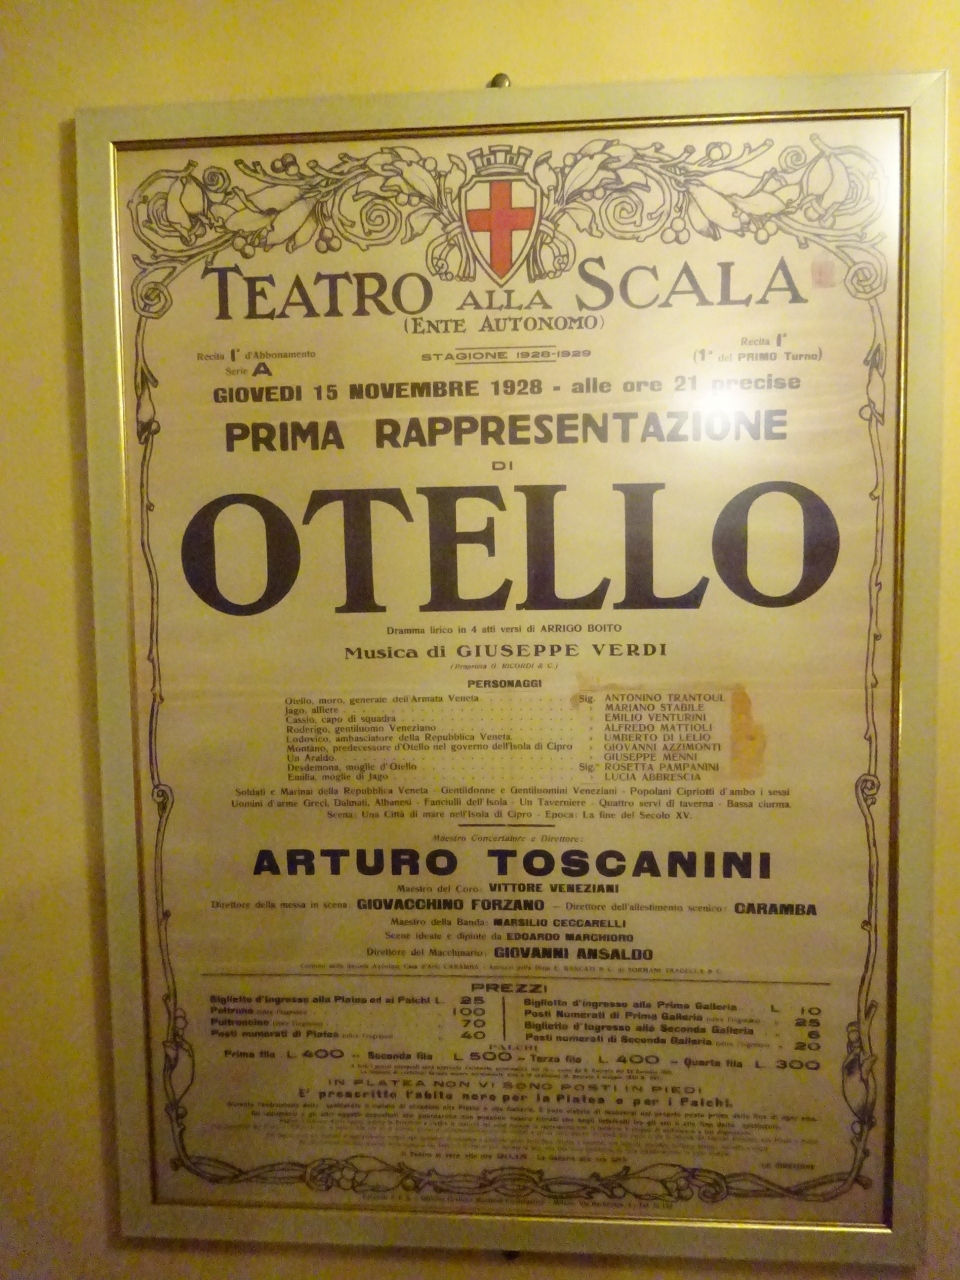 TEATRO ALLA SCALA
(ENTE AUTONOMO)
Recita 1ª d'Abbonamento
Serie A
STAGIONE 1928-1929
Recita 1ª
(1ª del PRIMO Turno)
GIOVEDI 15 NOVEMBRE 1928 - alle ore 21 precise
PRIMA RAPPRESENTAZIONE
DI
OTELLO
Dramma lirico in 4 atti versi di ARRIGO BOITO
Musica di GIUSEPPE VERDI
(Proprietà G. RICORDI & C.)
PERSONAGGI
Otello, moro, generale dell'Armata Veneta Sig. ANTONINO TRANTOUL
Jago, alfiere » MARIANO STABILE
Cassio, capo di squadra » EMILIO VENTURINI
Roderigo, gentiluomo Veneziano » ALFREDO MATTIOLI
Lodovico, ambasciatore della Repubblica Veneta » UMBERTO DI LELIO
Montano, predecessore d'Otello nel governo dell'Isola di Cipro » GIOVANNI AZZIMONTI
Un Araldo » GIUSEPPE MENNI
Desdemona, moglie d'Otello Sig.ª ROSETTA PAMPANINI
Emilia, moglie di Jago » LUCIA ABBRESCIA
Soldati e Marinai della Repubblica Veneta - Gentildonne e Gentiluomini Veneziani - Popolani Cipriotti d'ambo i sessi
Uomini d'arme Greci, Dalmati, Albanesi - Fanciulli dell'Isola - Un Taverniere - Quattro servi di taverna - Bassa ciurma.
Scena: Una Città di mare nell'Isola di Cipro - Epoca: La fine del Secolo XV.
Maestro Concertatore e Direttore:
ARTURO TOSCANINI
Maestro del Coro: VITTORE VENEZIANI
Direttore della messa in scena: GIOVACCHINO FORZANO - Direttore dell'allestimento scenico: CARAMBA
Maestro della Banda: MARSILIO CECCARELLI
Scene ideate e dipinte da EDOARDO MARCHIORO
Direttore del Macchinario: GIOVANNI ANSALDO
PREZZI
Biglietto d'ingresso alla Platea ed ai Palchi L. 25
Poltrone 100
Poltroncine 70
Posti numerati di Platea 40
Biglietto d'ingresso alla Prima Galleria L. 10
Posti Numerati di Prima Galleria 25
Biglietto d'ingresso alla Seconda Galleria 6
Posti numerati di Seconda Galleria 20
PALCHI
Prima fila L. 400 - Seconda fila L. 500 - Terza fila L. 400 - Quarta fila L. 300
IN PLATEA NON VI SONO POSTI IN PIEDI
E' prescritto l'abito nero per la Platea e per i Palchi.
LA DIREZIONE